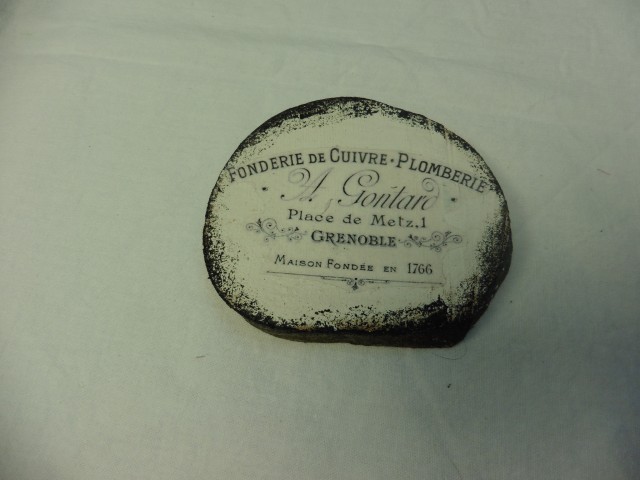 FONDERIE DE CUIVRE · PLOMBERIE
A. Gontard
Place de Metz, 1
GRENOBLE
MAISON FONDÉE EN 1766